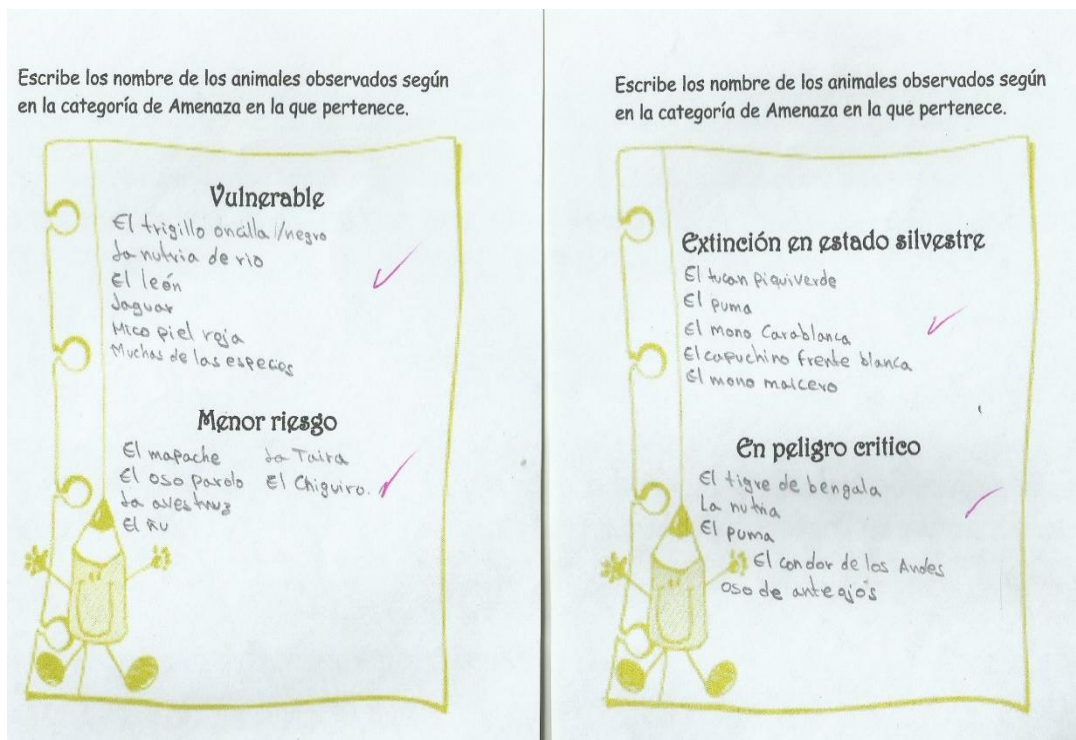 Escribe los nombre de los animales observados según
en la categoría de Amenaza en la que pertenece.
Vulnerable
El trigillo oncilla //negro
La nutria de rio
El león
Jaguar
Mico piel roja
Muchas de las especies
Menor riesgo
El mapache La Taira
El oso pardo El Chiguiro.
La avestruz
El ñu
Escribe los nombre de los animales observados según
en la categoría de Amenaza en la que pertenece.
Extinción en estado silvestre
El tucan piquiverde
El puma
El mono Carablanca
El capuchino frente blanca
El mono maicero
En peligro critico
El tigre de bengala
La nutria
El puma
El condor de los Andes
oso de anteojos